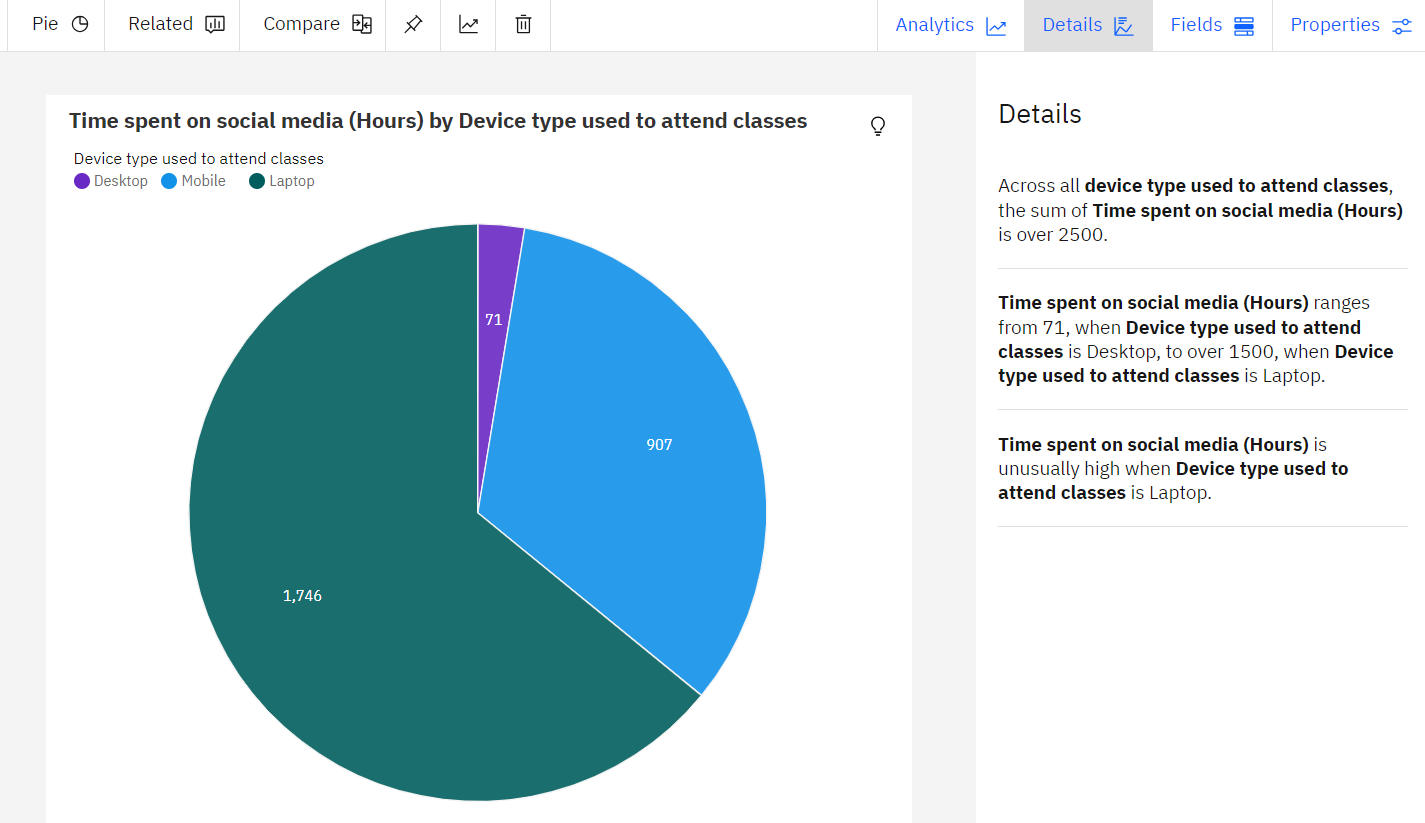 Pie
Related
Compare
Analytics
Details
Fields
Properties
Time spent on social media (Hours) by Device type used to attend classes
Device type used to attend classes
Desktop Mobile Laptop
71
907
1,746
Details
Across all device type used to attend classes,
the sum of Time spent on social media (Hours)
is over 2500.
Time spent on social media (Hours) ranges
from 71, when Device type used to attend
classes is Desktop, to over 1500, when Device
type used to attend classes is Laptop.
Time spent on social media (Hours) is
unusually high when Device type used to
attend classes is Laptop.